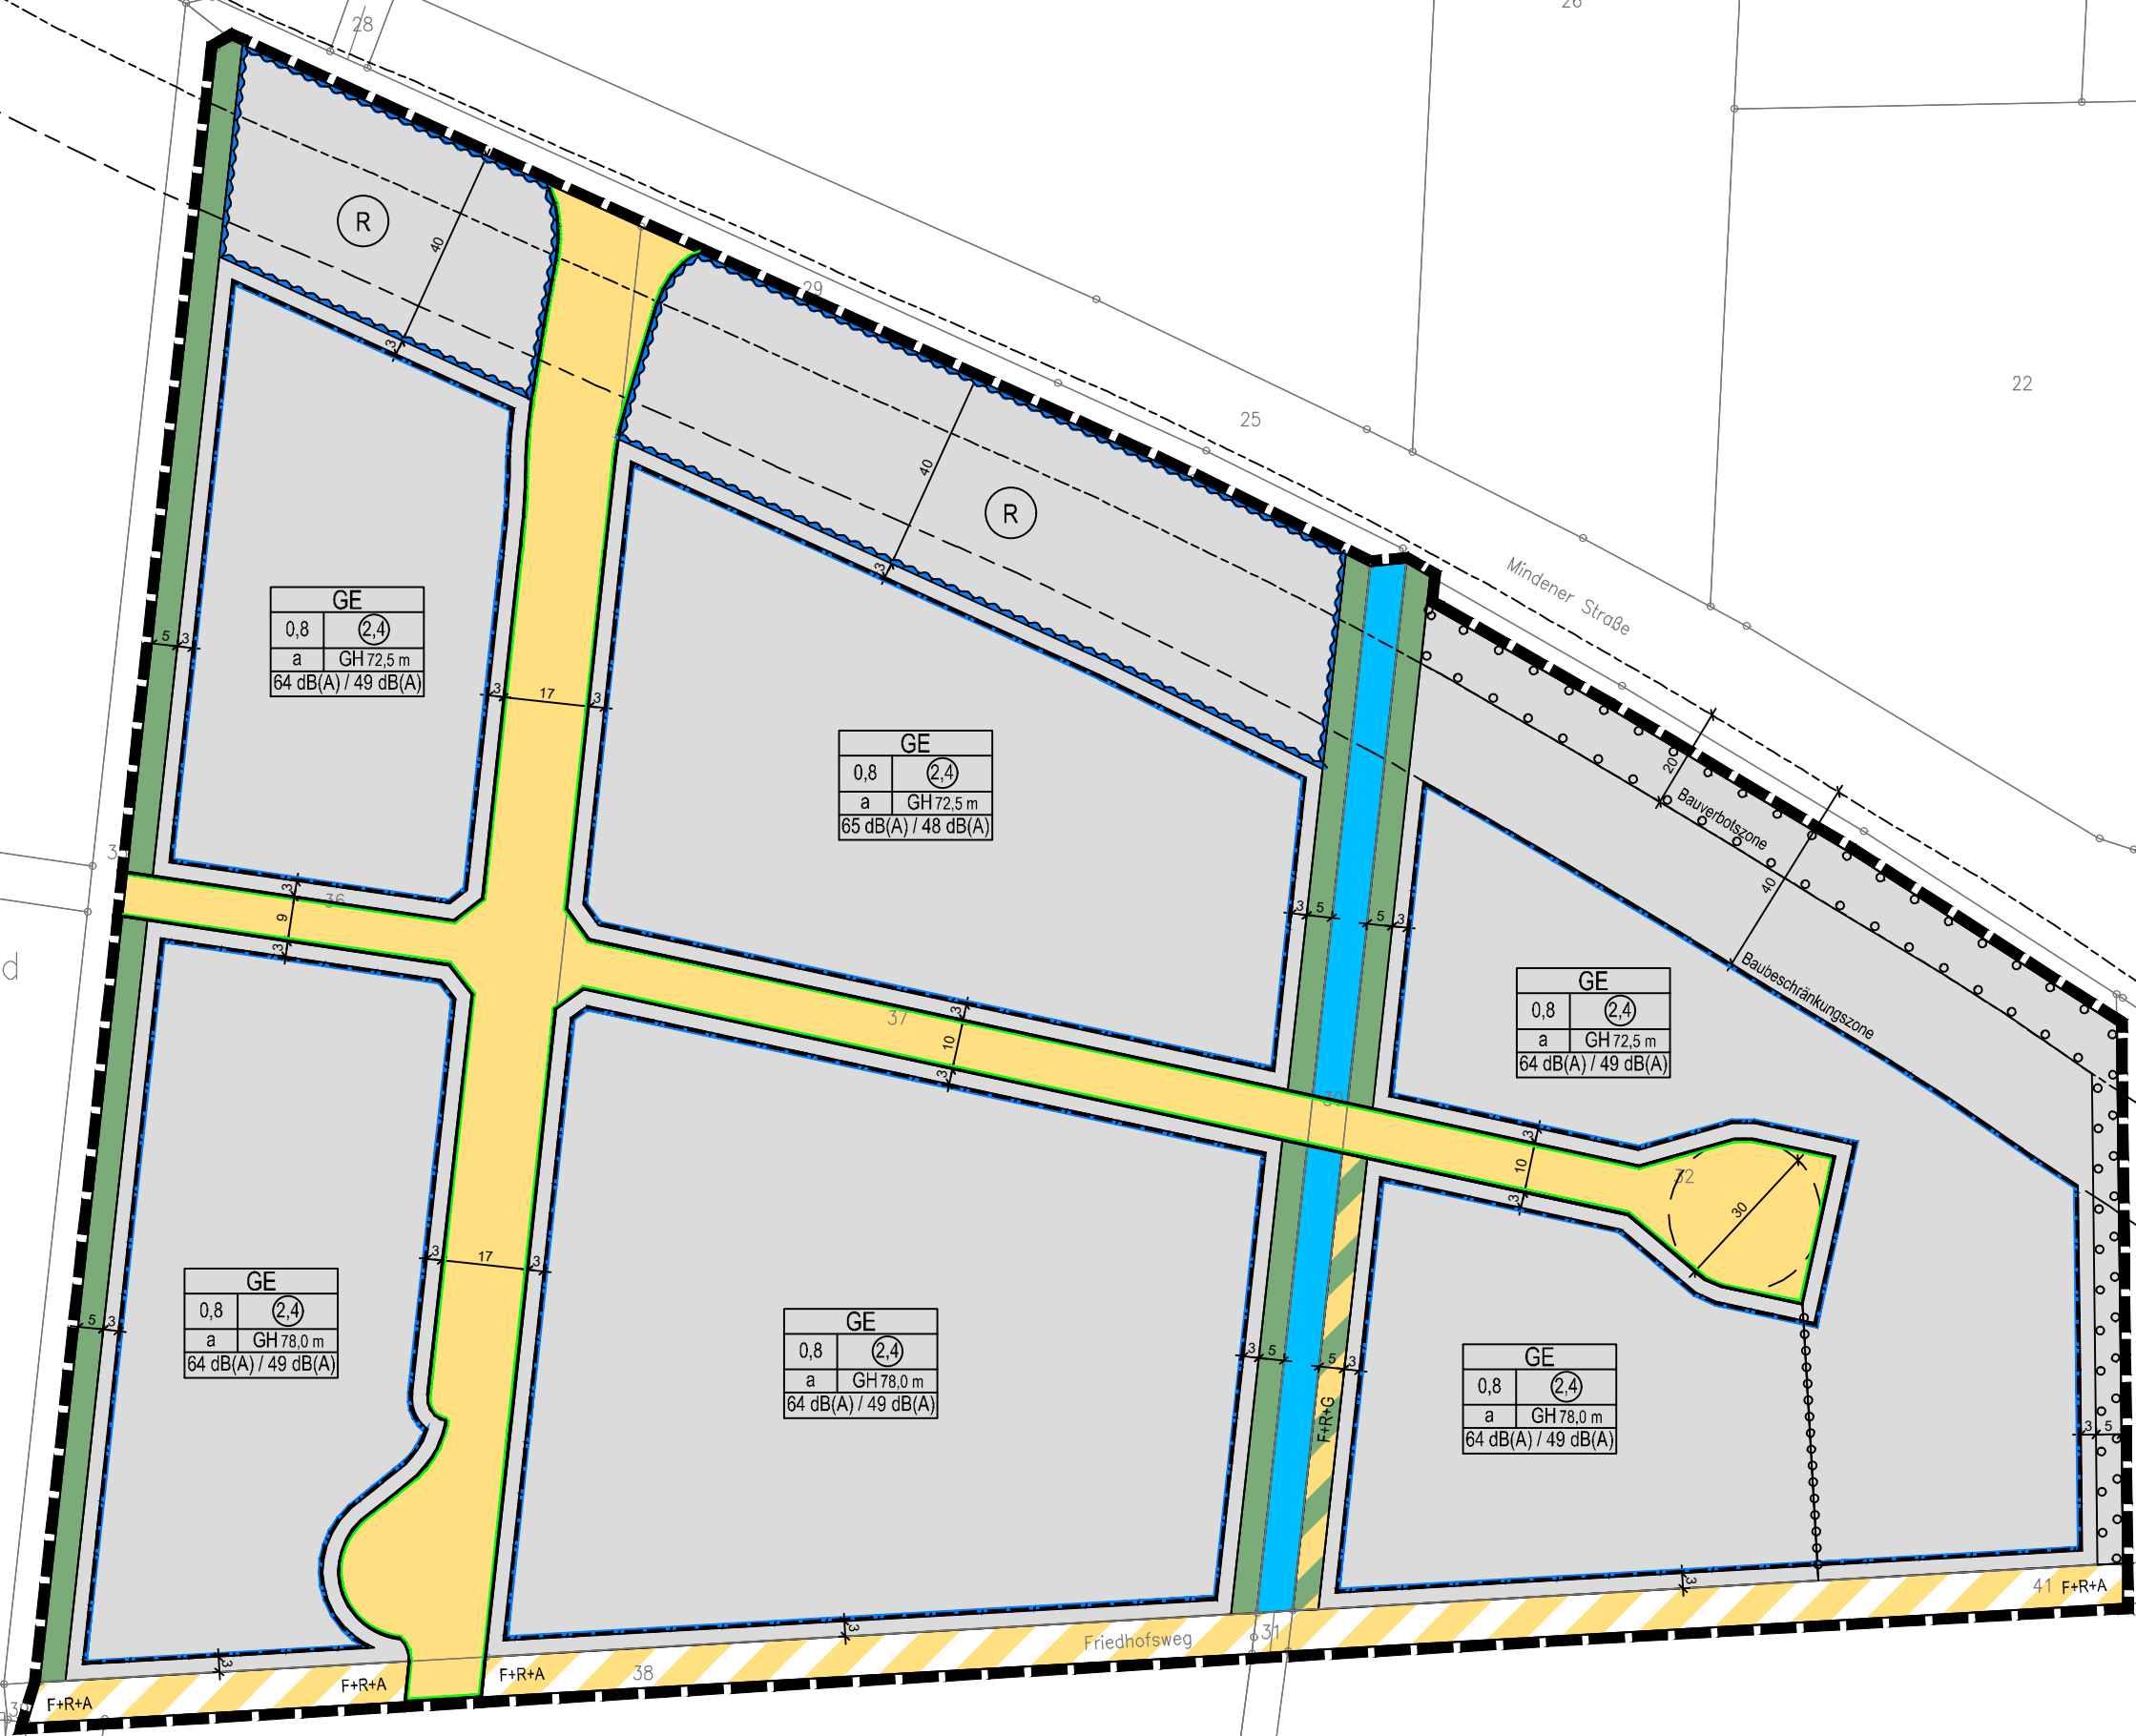 28
26
R
40
3
29
25
22
R
40
3
Mindener Straße
GE
0,8 2,4
a GH 72,5 m
64 dB(A) / 49 dB(A)
5 3
3 17 3
GE
0,8 2,4
a GH 72,5 m
65 dB(A) / 48 dB(A)
20
Bauverbotszone
40
Baubeschränkungszone
3
36
9
3
3 5
5 3
d
GE
0,8 2,4
a GH 72,5 m
64 dB(A) / 49 dB(A)
37
3
10
3
30
3
10
3
32
30
3 17 3
GE
0,8 2,4
a GH 78,0 m
64 dB(A) / 49 dB(A)
5 3
GE
0,8 2,4
a GH 78,0 m
64 dB(A) / 49 dB(A)
3 5
5 3
F+R+G
GE
0,8 2,4
a GH 78,0 m
64 dB(A) / 49 dB(A)
3 5
3
41 F+R+A
3
Friedhofsweg
31
3
38
F+R+A
F+R+A
F+R+A